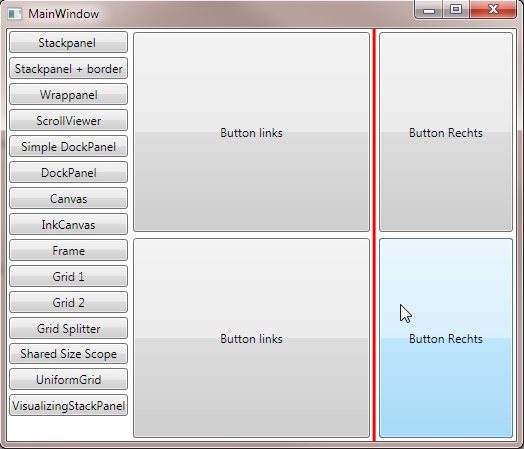 MainWindow
Stackpanel
Stackpanel + border
Wrappanel
ScrollViewer
Simple DockPanel
DockPanel
Canvas
InkCanvas
Frame
Grid 1
Grid 2
Grid Splitter
Shared Size Scope
UniformGrid
VisualizingStackPanel
Button links
Button Rechts
Button links
Button Rechts